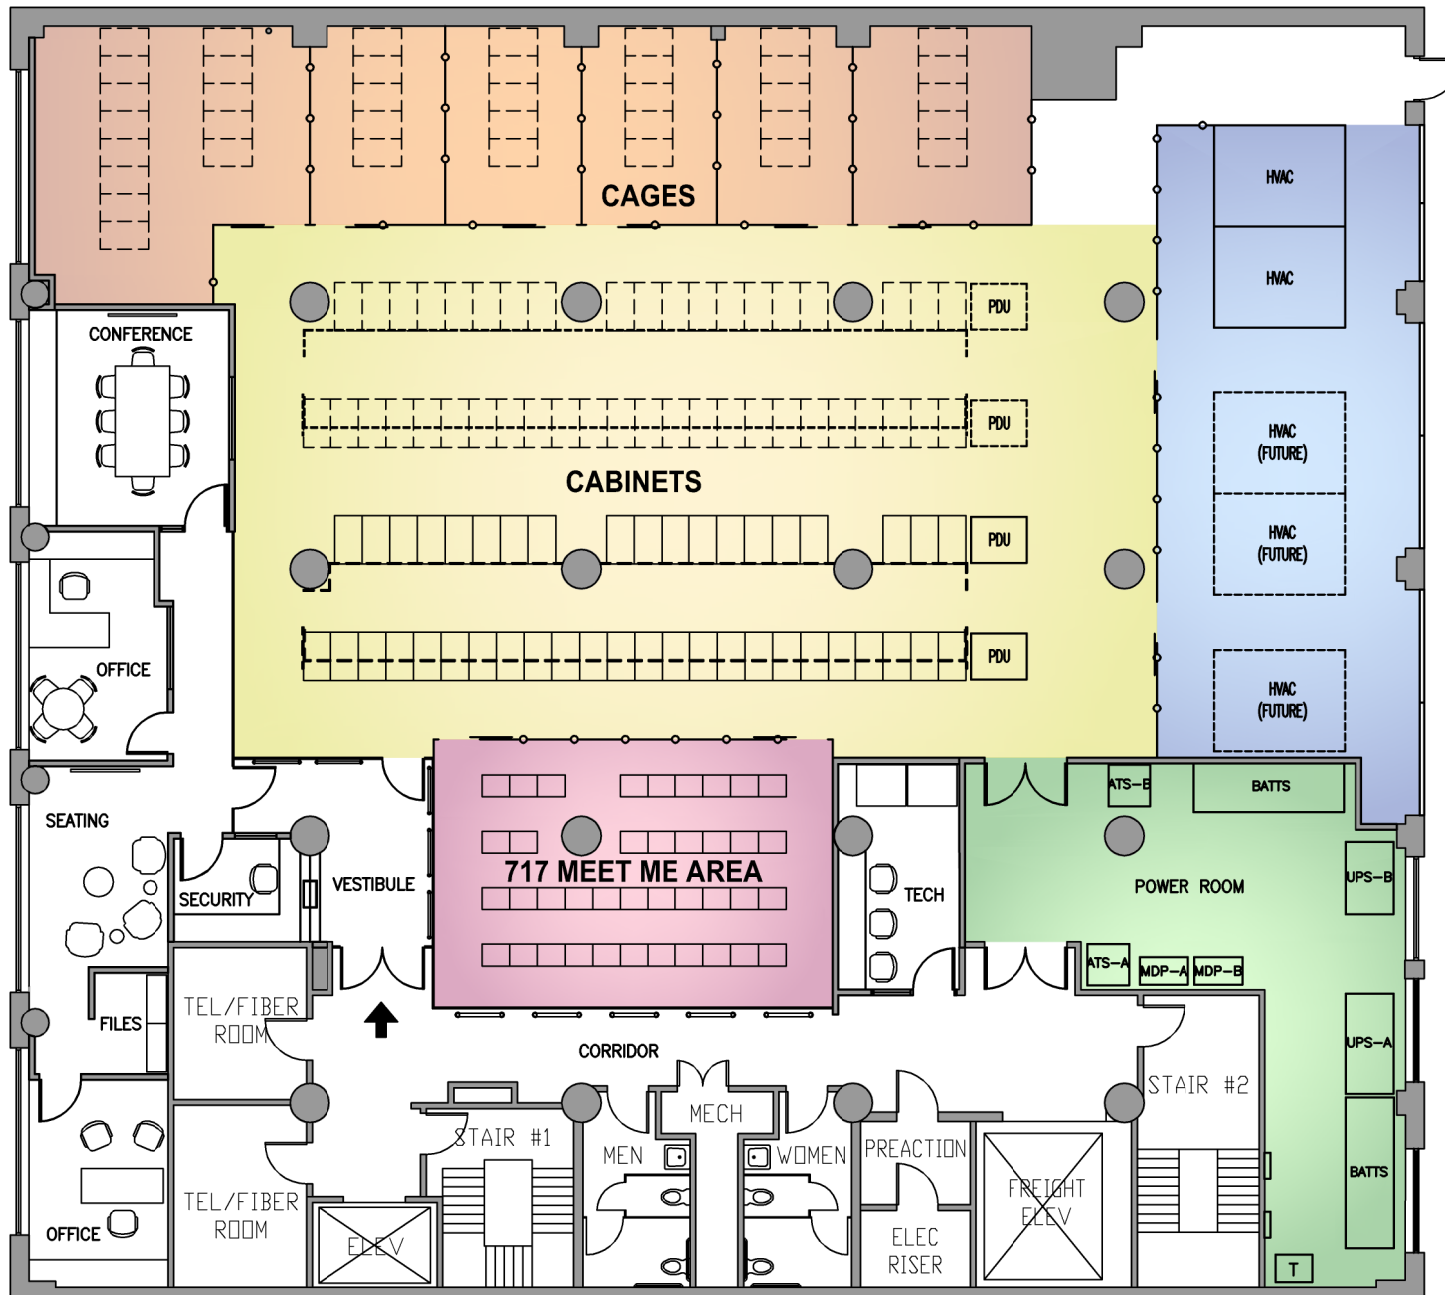 HVAC
CAGES
HVAC
PDU
CONFERENCE
PDU
HVAC
(FUTURE)
CABINETS
PDU
HVAC
(FUTURE)
PDU
OFFICE
HVAC
(FUTURE)
ATS-B
BATTS
SEATING
717 MEET ME AREA
UPS-B
VESTIBULE
POWER ROOM
SECURITY
TECH
ATS-A
MDP-A
MDP-B
TEL/FIBER
ROOM
FILES
CORRIDOR
UPS-A
STAIR #2
MECH
STAIR #1
MEN
WOMEN
PREACTION
BATTS
TEL/FIBER
ROOM
FREIGHT
ELEV
OFFICE
ELEV
ELEC
RISER
T